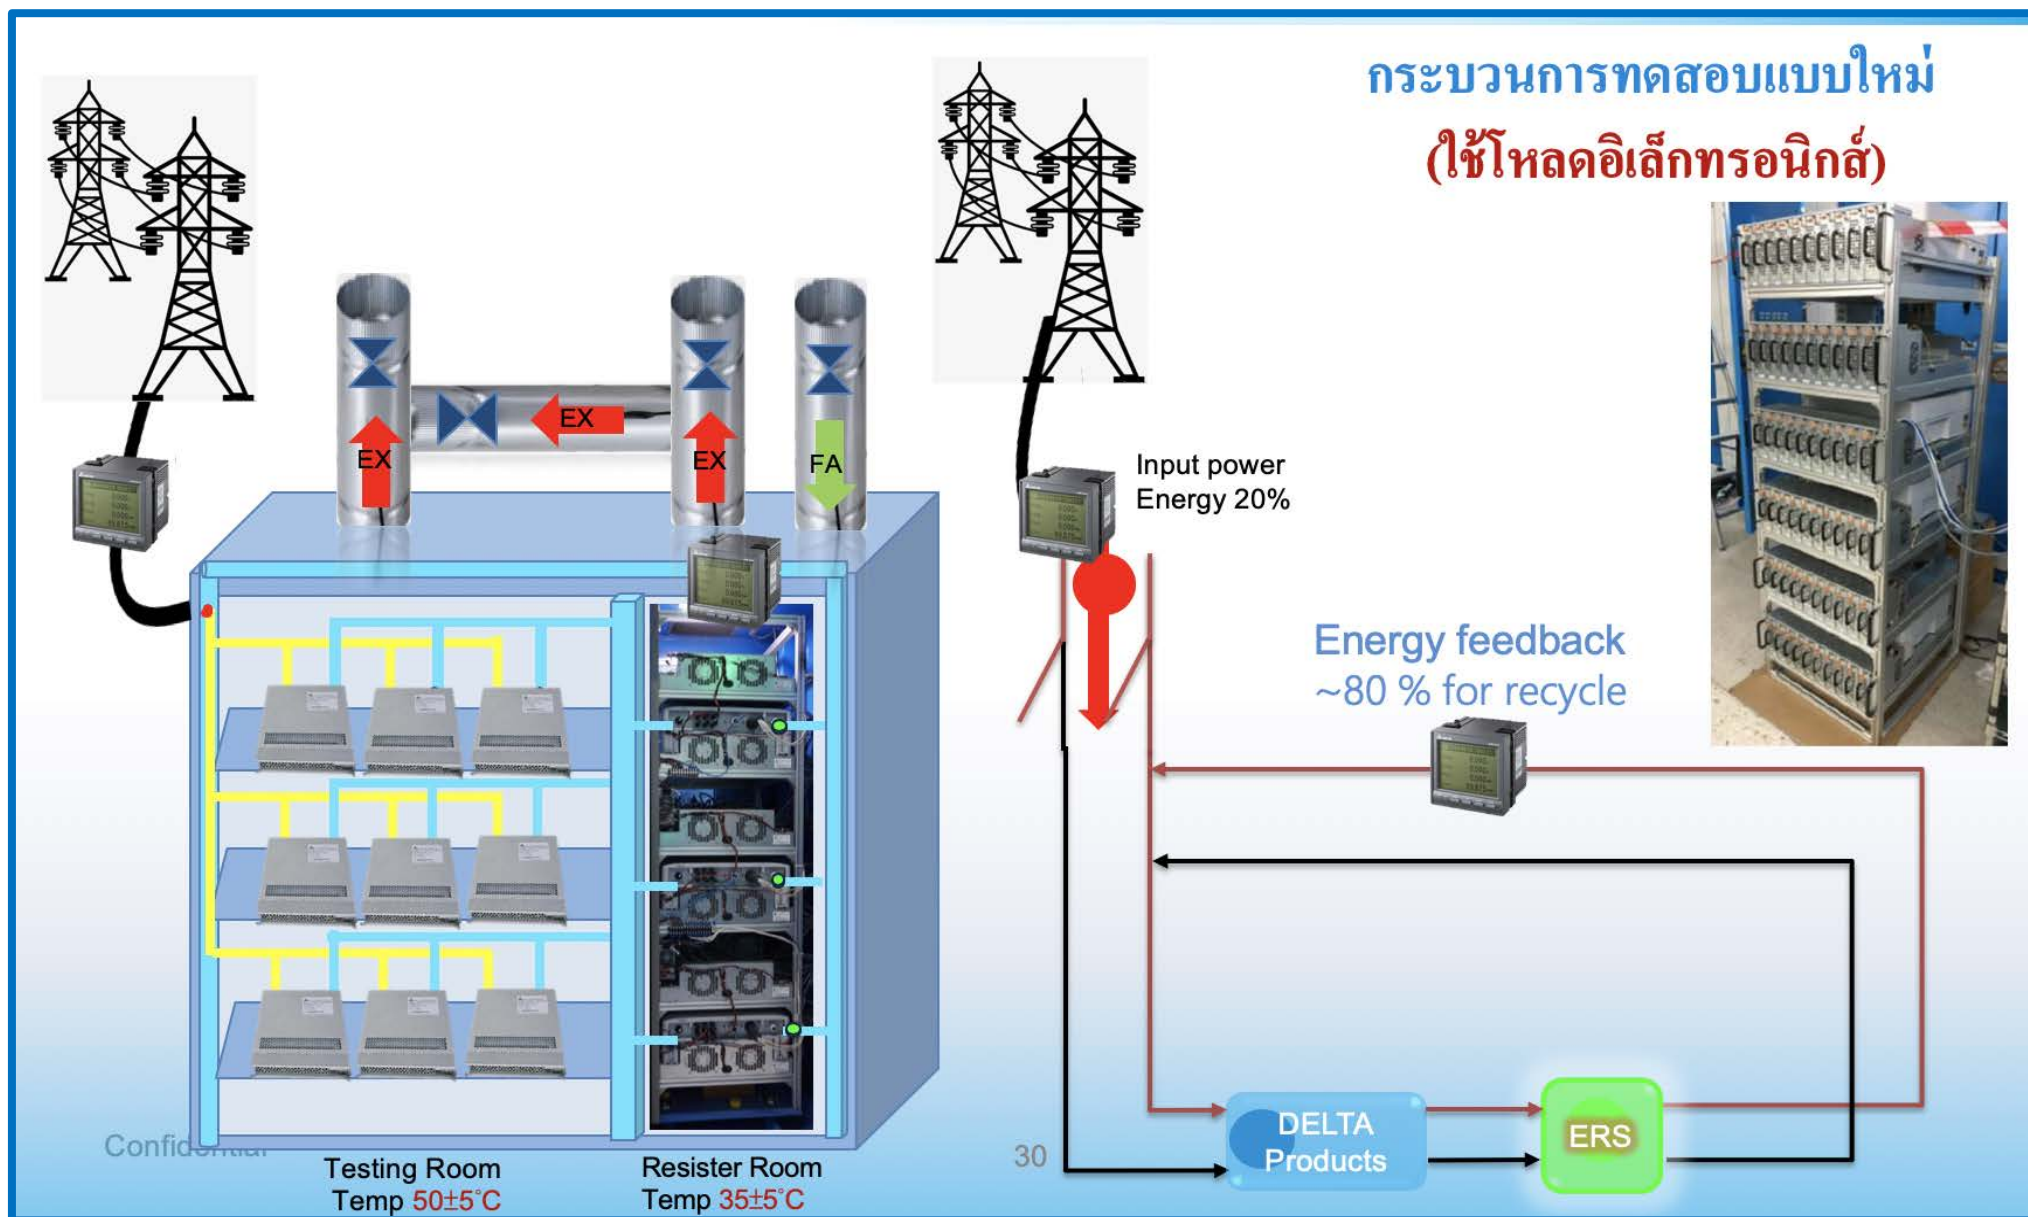 กระบวนการทดสอบแบบใหม่
(ใช้โหลดอิเล็กทรอนิกส์)
EX
EX
EX
FA
Input power
Energy 20%
Energy feedback
~80 % for recycle
DELTA
Products
ERS
Confidential
30
Testing Room
Temp 50±5°C
Resister Room
Temp 35±5°C